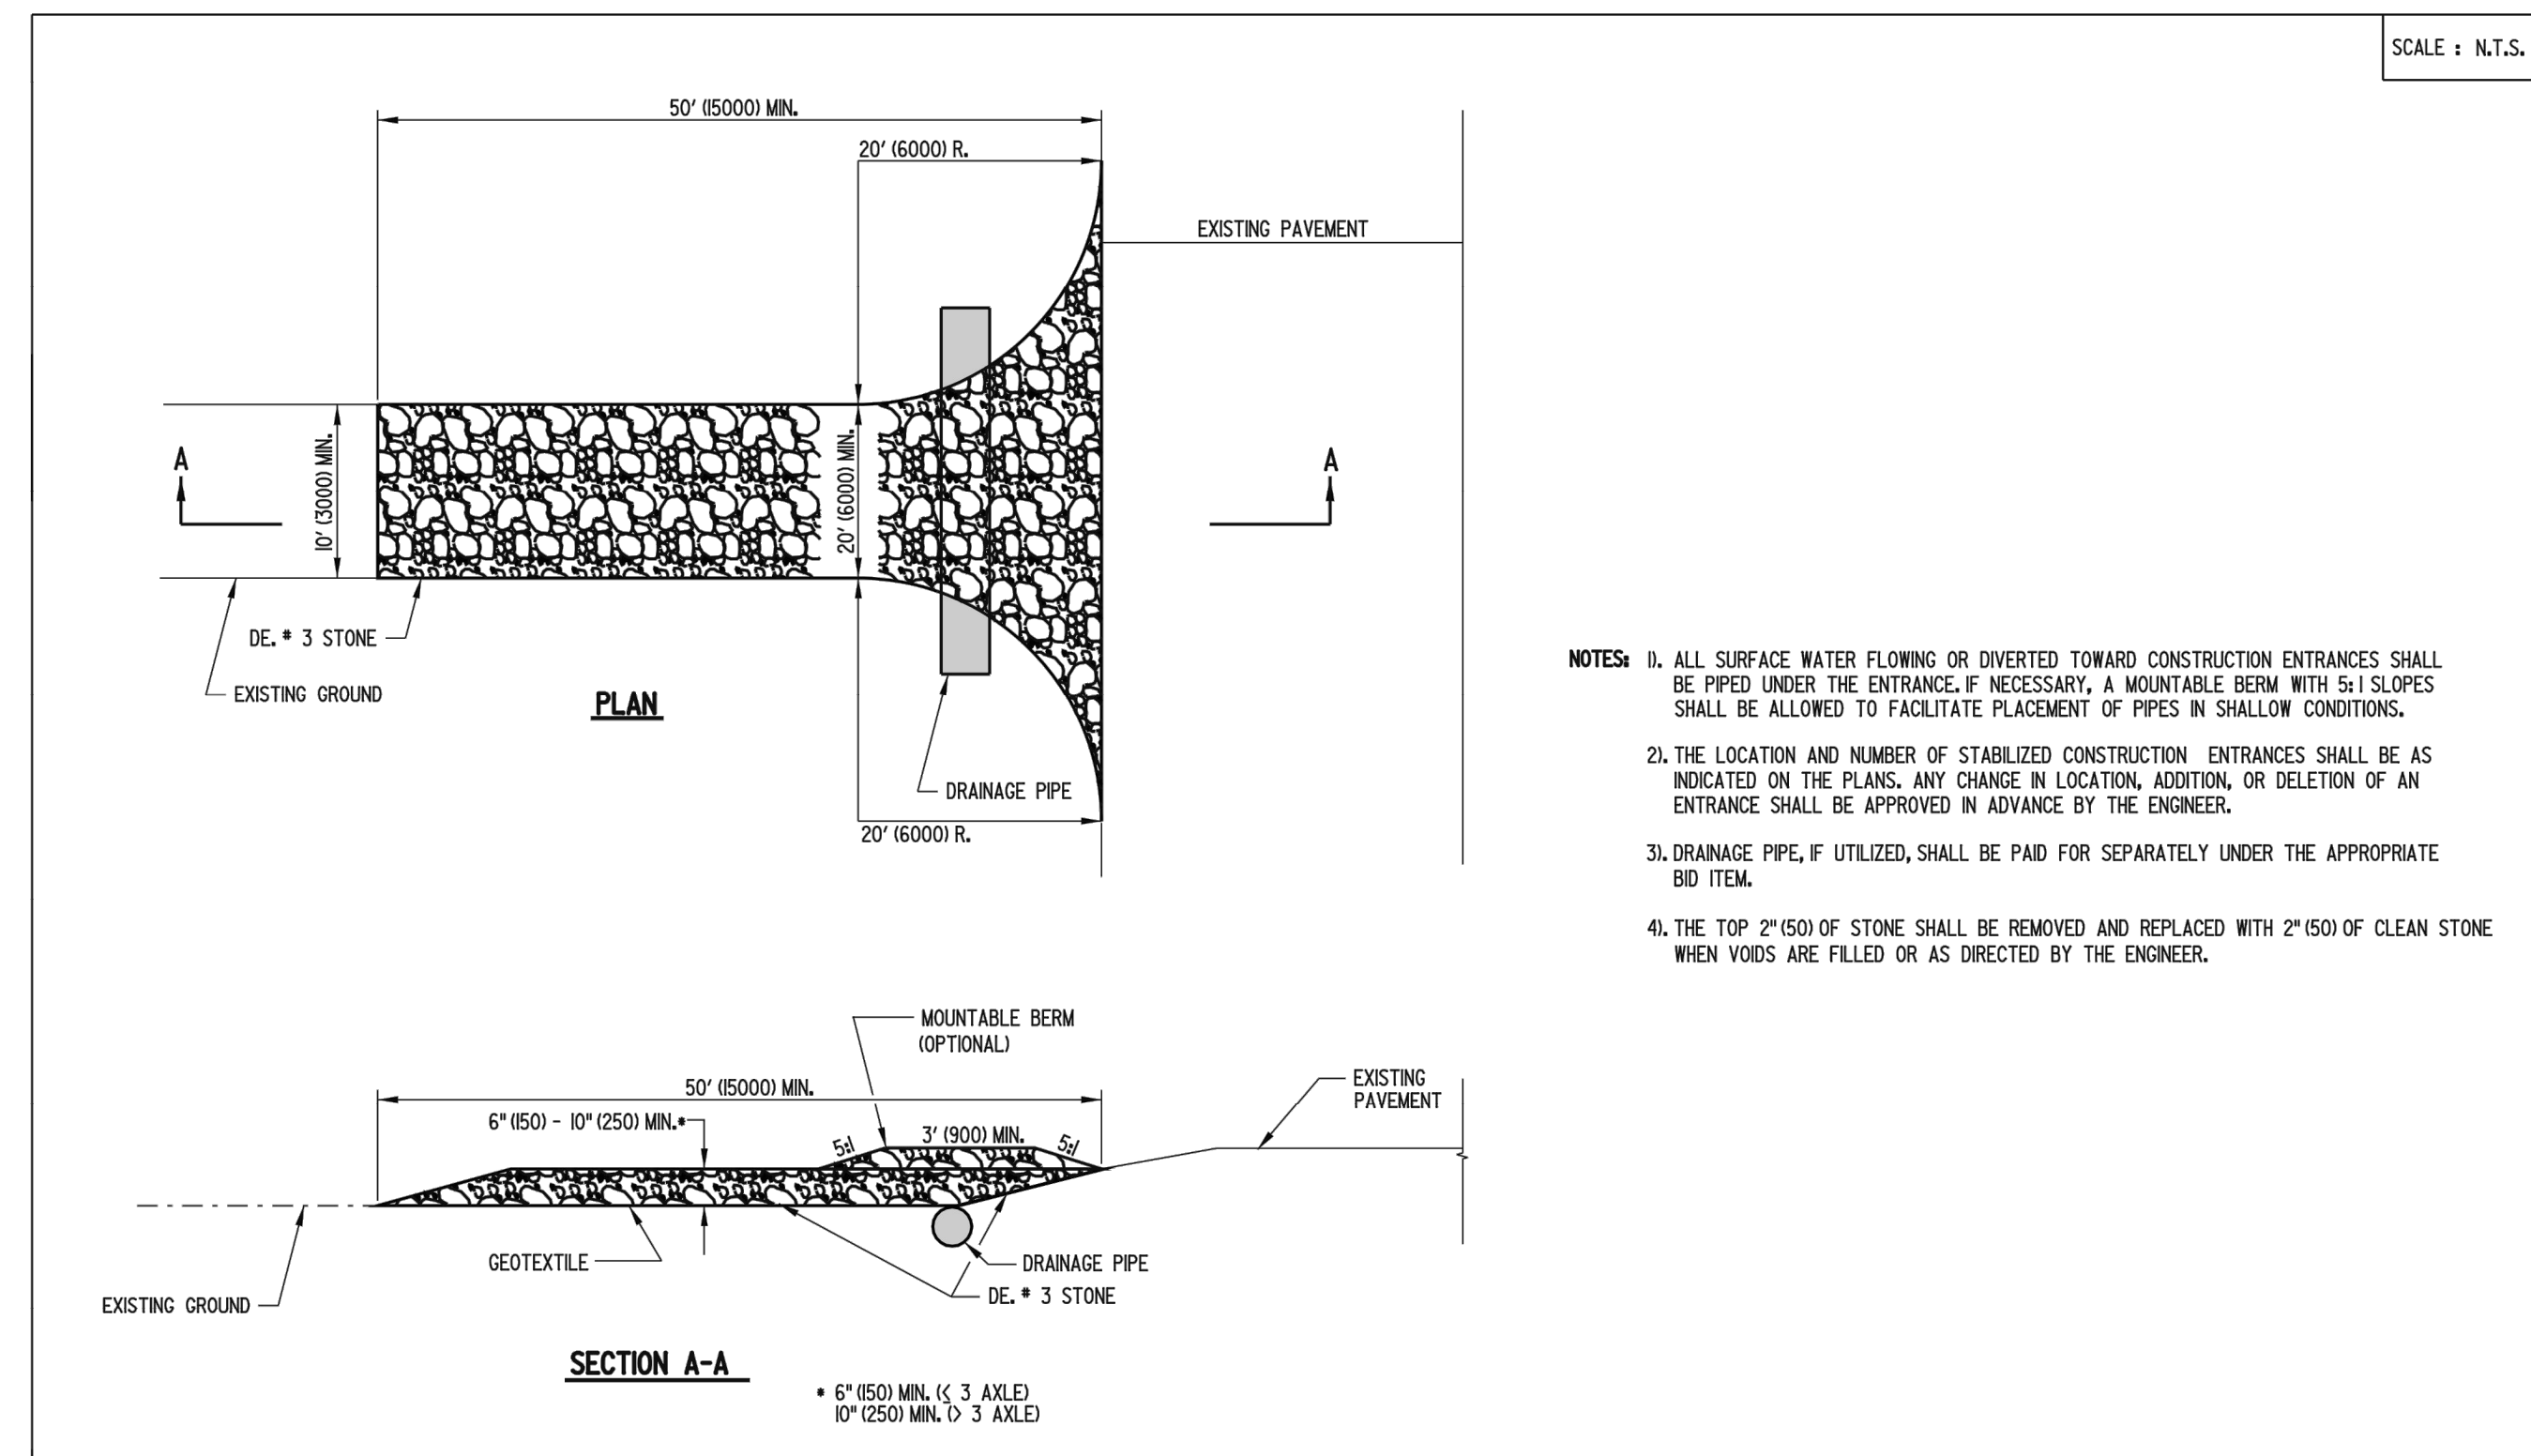 SCALE : N.T.S.
50' (15000) MIN.
20' (6000) R.
EXISTING PAVEMENT
A
10' (3000) MIN.
20' (6000) MIN.
A
DE. # 3 STONE
EXISTING GROUND
PLAN
DRAINAGE PIPE
20' (6000) R.
NOTES: 1). ALL SURFACE WATER FLOWING OR DIVERTED TOWARD CONSTRUCTION ENTRANCES SHALL
BE PIPED UNDER THE ENTRANCE. IF NECESSARY, A MOUNTABLE BERM WITH 5:1 SLOPES
SHALL BE ALLOWED TO FACILITATE PLACEMENT OF PIPES IN SHALLOW CONDITIONS.
2). THE LOCATION AND NUMBER OF STABILIZED CONSTRUCTION ENTRANCES SHALL BE AS
INDICATED ON THE PLANS. ANY CHANGE IN LOCATION, ADDITION, OR DELETION OF AN
ENTRANCE SHALL BE APPROVED IN ADVANCE BY THE ENGINEER.
3). DRAINAGE PIPE, IF UTILIZED, SHALL BE PAID FOR SEPARATELY UNDER THE APPROPRIATE
BID ITEM.
4). THE TOP 2" (50) OF STONE SHALL BE REMOVED AND REPLACED WITH 2" (50) OF CLEAN STONE
WHEN VOIDS ARE FILLED OR AS DIRECTED BY THE ENGINEER.
MOUNTABLE BERM
(OPTIONAL)
50' (15000) MIN.
6" (150) - 10" (250) MIN.*
5:1
3' (900) MIN.
5:1
EXISTING
PAVEMENT
GEOTEXTILE
DRAINAGE PIPE
DE. # 3 STONE
EXISTING GROUND
SECTION A-A
* 6" (150) MIN. (≤ 3 AXLE)
10" (250) MIN. (> 3 AXLE)